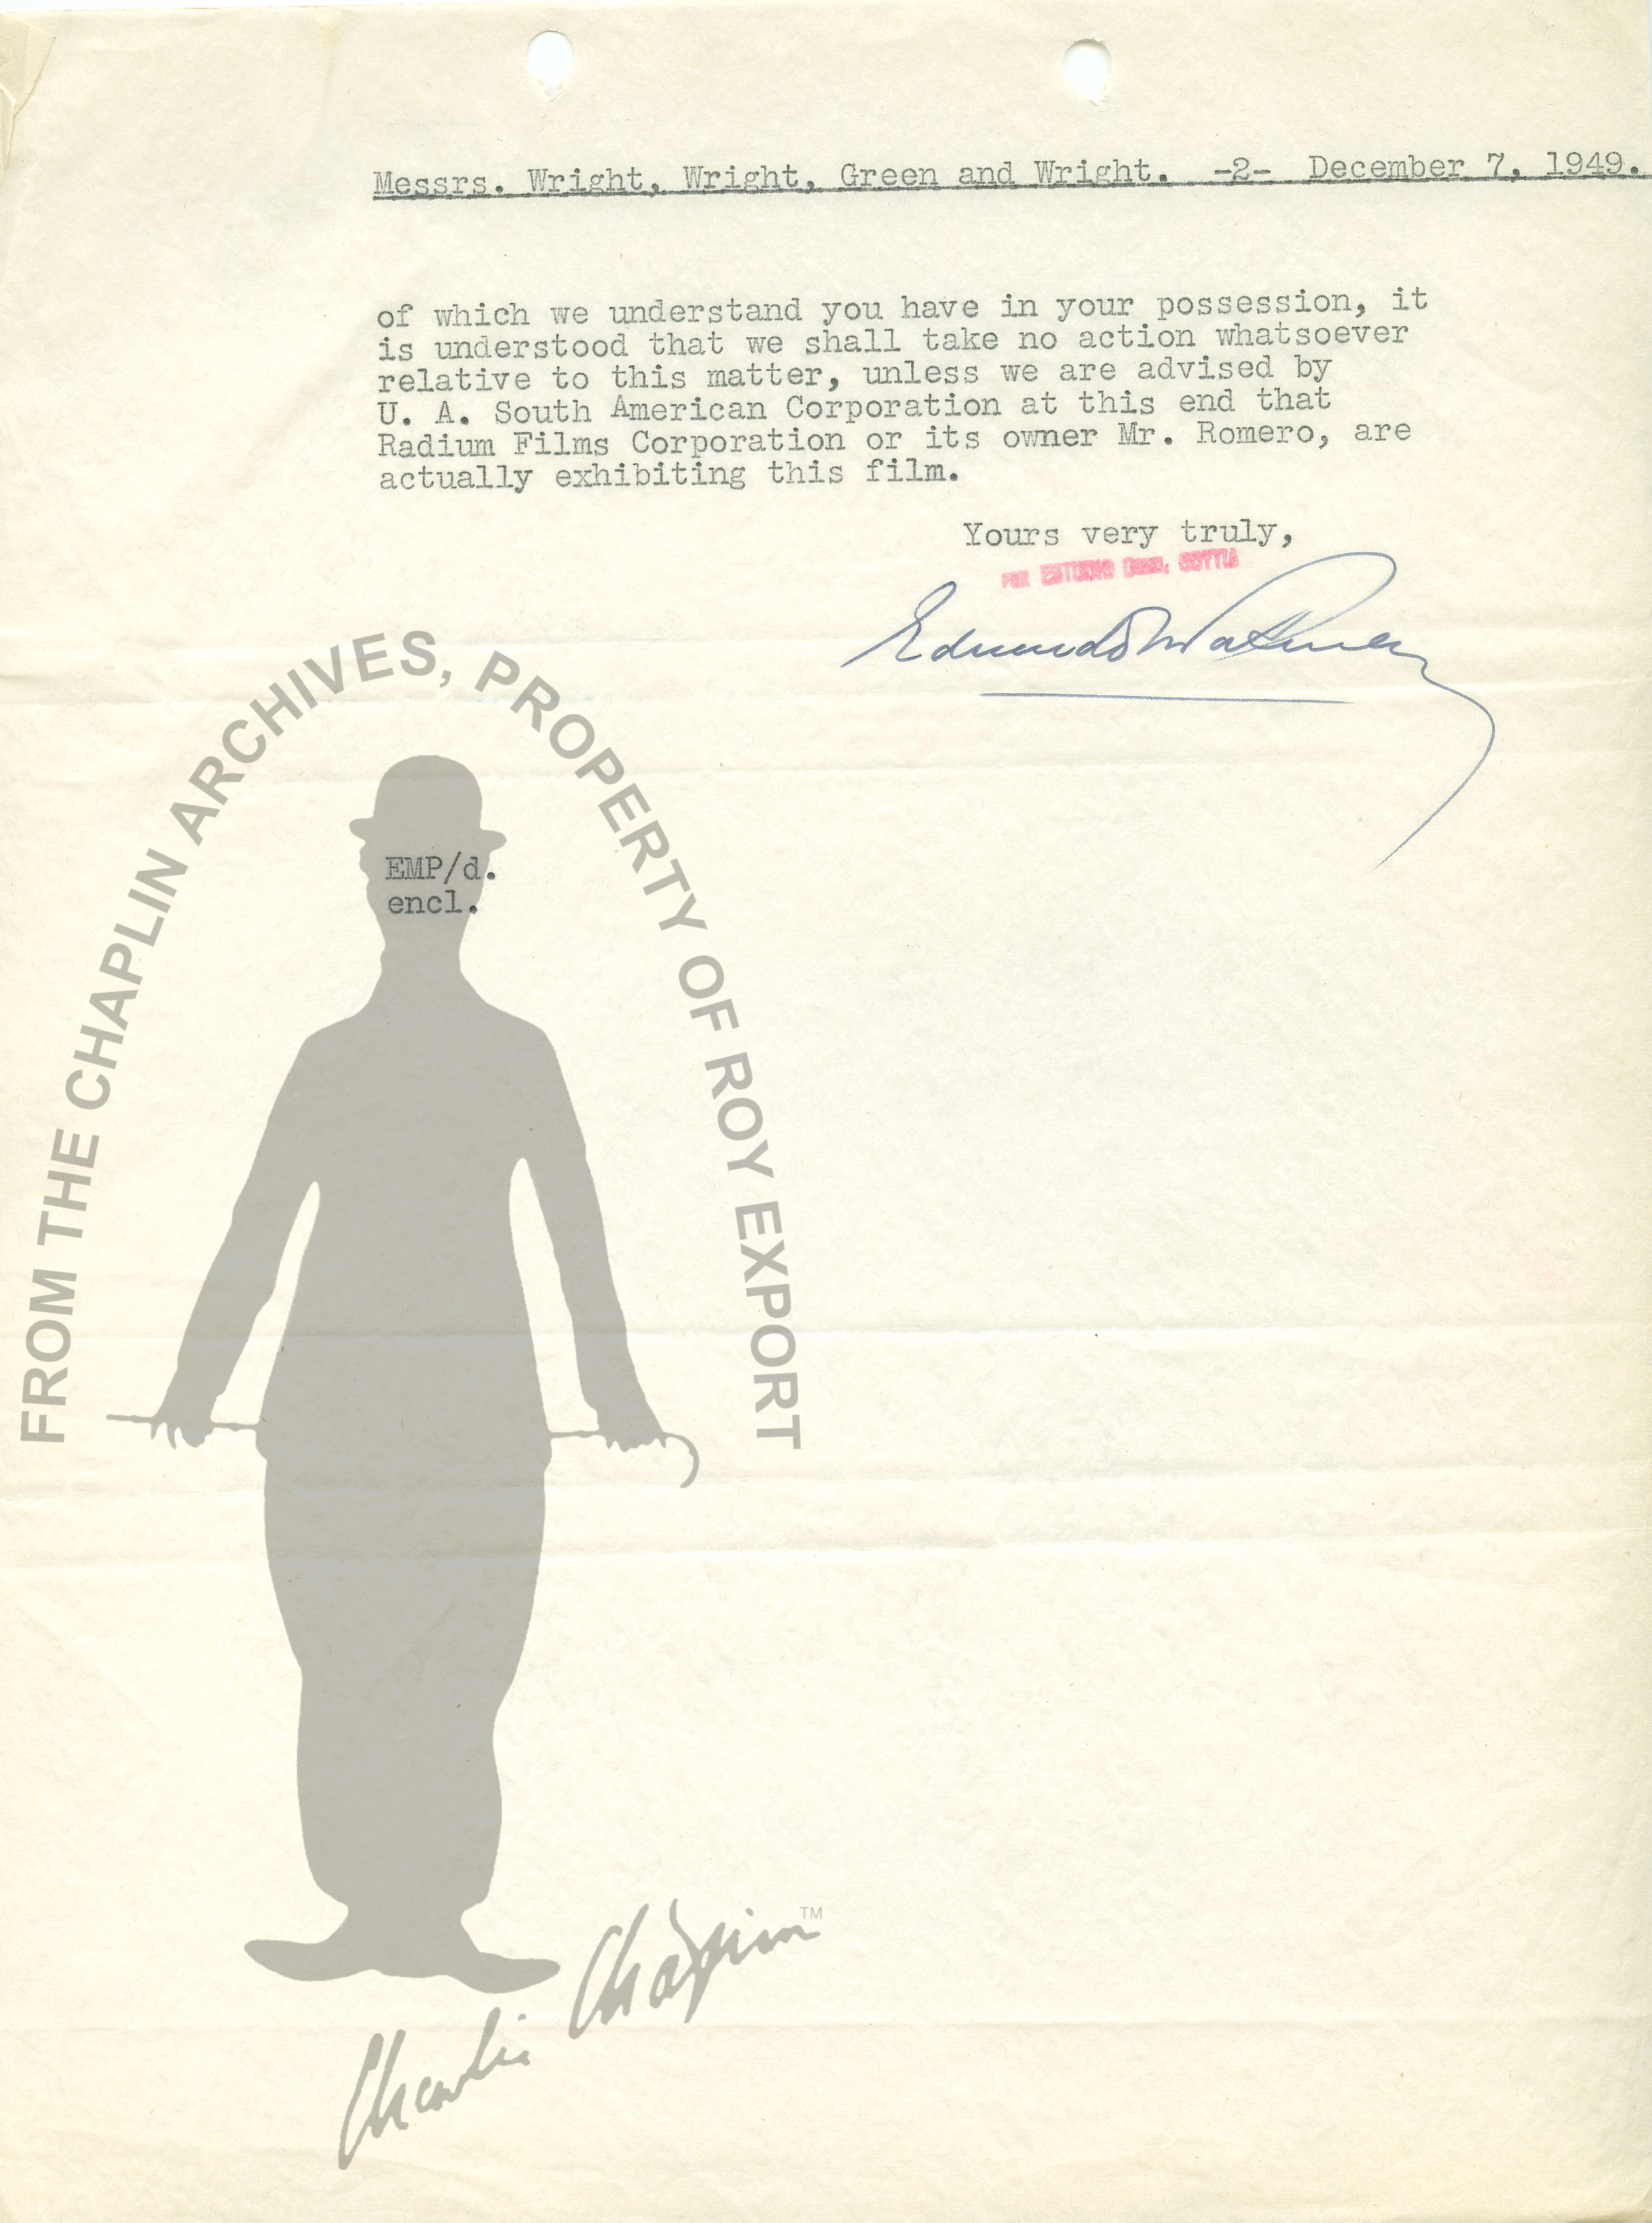 Messrs. Wright, Wright, Green and Wright. -2- December 7, 1949.
of which we understand you have in your possession, it
is understood that we shall take no action whatsoever
relative to this matter, unless we are advised by
U. A. South American Corporation at this end that
Radium Films Corporation or its owner Mr. Romero, are
actually exhibiting this film.
Yours very truly,
ESTUDIO
Edmundo
EMP/d.
encl.
FROM THE CHAPLIN ARCHIVES, PROPERTY OF ROY EXPORT
Charlie Chaplin TM